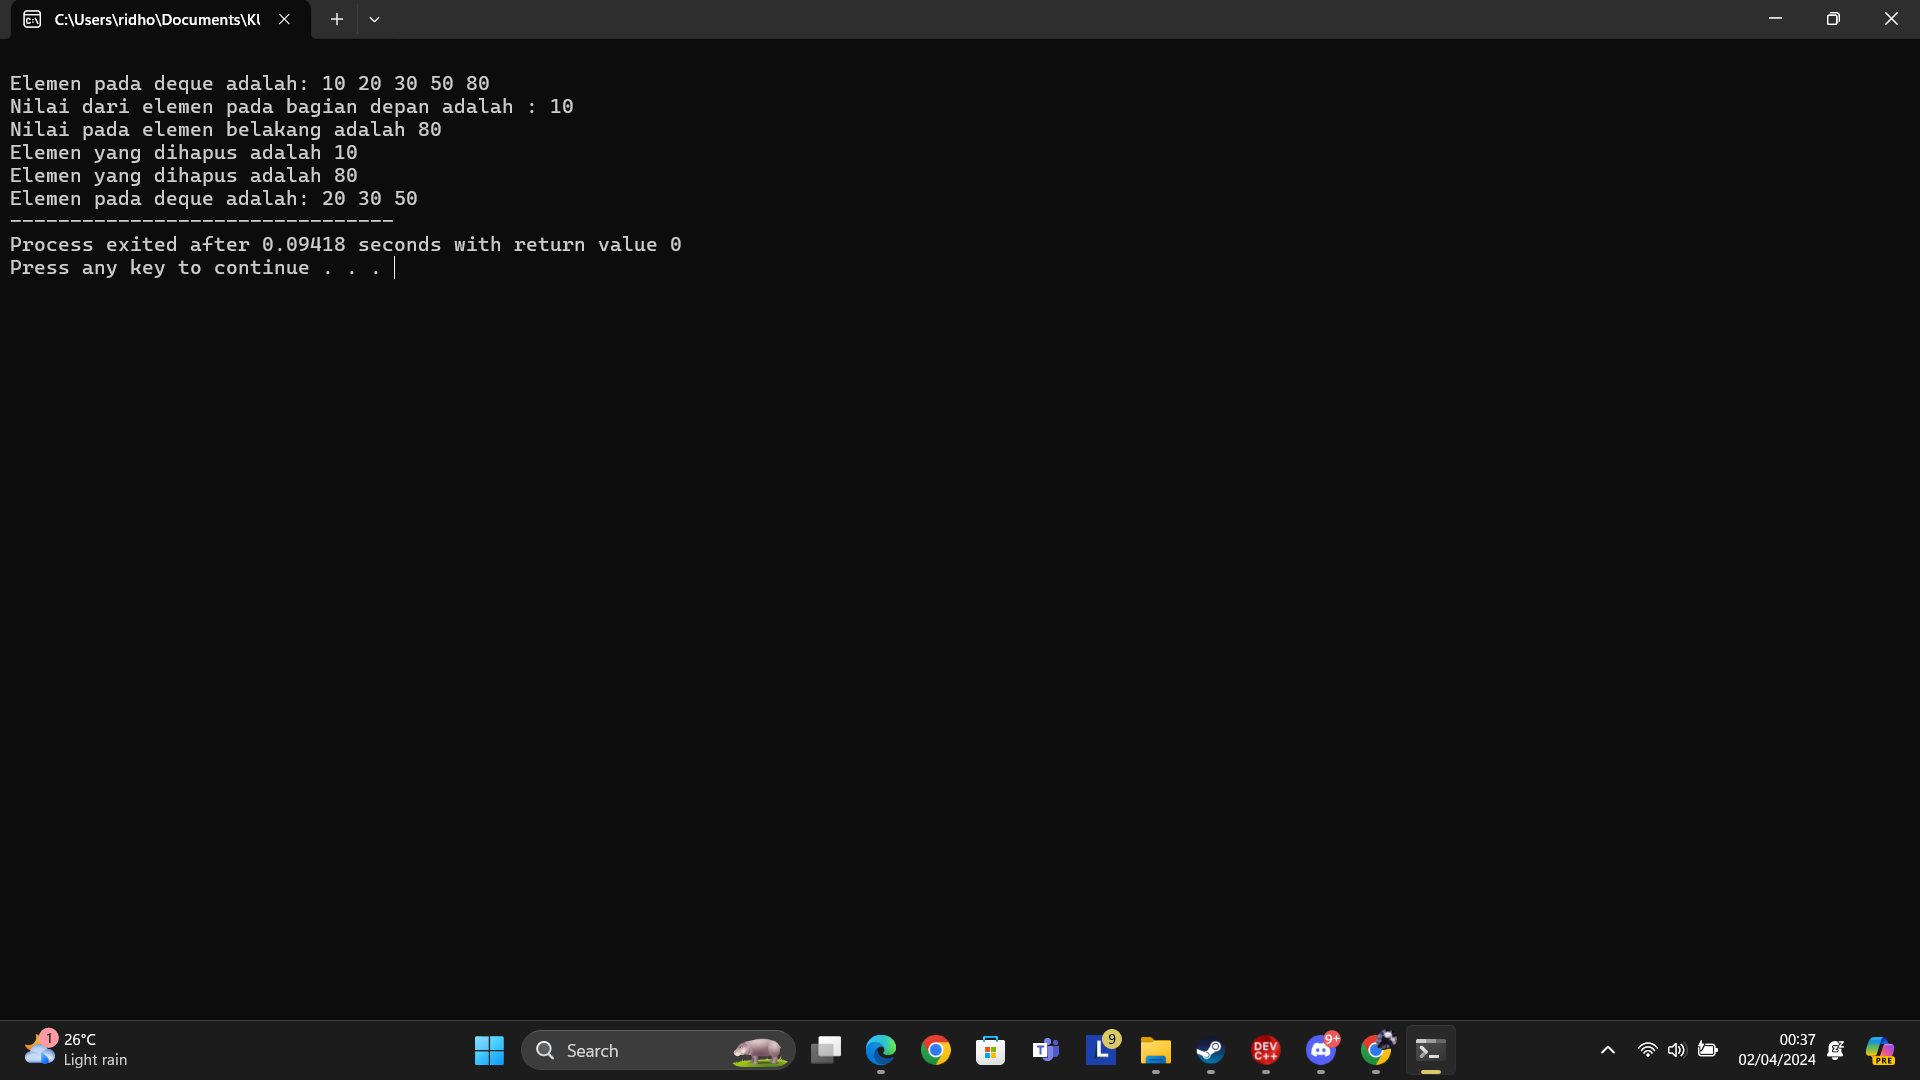 C:\Users\ridho\Documents\KU
Elemen pada deque adalah: 10 20 30 50 80
Nilai dari elemen pada bagian depan adalah : 10
Nilai pada elemen belakang adalah 80
Elemen yang dihapus adalah 10
Elemen yang dihapus adalah 80
Elemen pada deque adalah: 20 30 50
--------------------------------
Process exited after 0.09418 seconds with return value 0
Press any key to continue . . .
1
26°C
Light rain
Search
T
L
9
DEV
C++
9+
00:37
02/04/2024
PRE